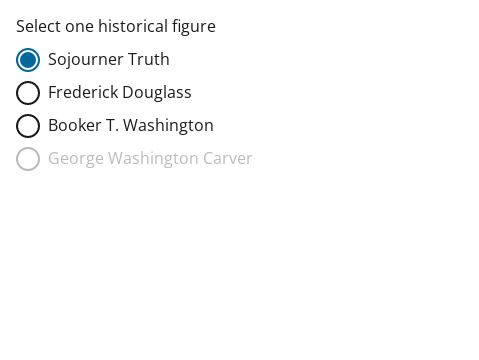 Select one historical figure
Sojourner Truth
Frederick Douglass
Booker T. Washington
George Washington Carver